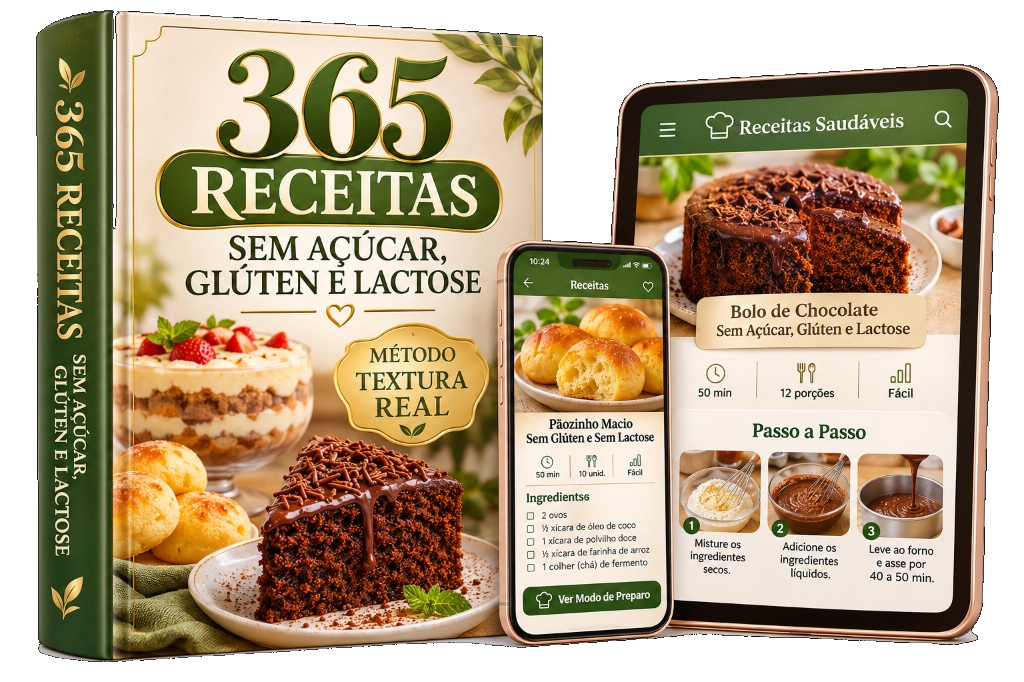 365 RECEITAS
SEM AÇÚCAR,
GLÚTEN E LACTOSE
365
RECEITAS
SEM AÇÚCAR,
GLÚTEN E LACTOSE
MÉTODO
TEXTURA
REAL
10:24
Receitas
Pãozinho Macio
Sem Glúten e Sem Lactose
50 min
10 unid.
Fácil
Ingredientss
2 ovos
½ xícara de óleo de coco
1 xícara de polvilho doce
½ xícara de farinha de arroz
1 colher (chá) de fermento
Ver Modo de Preparo
Receitas Saudáveis
Bolo de Chocolate
Sem Açúcar, Glúten e Lactose
50 min
12 porções
Fácil
Passo a Passo
1
Misture os
ingredientes
secos.
2
Adicione os
ingredientes
líquidos.
3
Leve ao forno
e asse por
40 a 50 min.